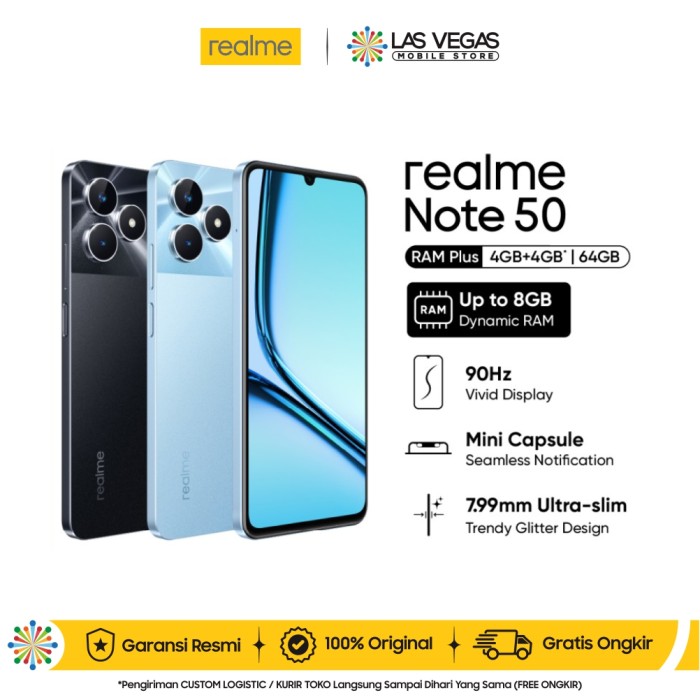 realme
LAS VEGAS
MOBILE STORE
realme
Note 50
RAM Plus 4GB+4GB* | 64GB
RAM
Up to 8GB
Dynamic RAM
90Hz
Vivid Display
Mini Capsule
Seamless Notification
7.99mm Ultra-slim
Trendy Glitter Design
realme
realme
Garansi Resmi
100% Original
Gratis Ongkir
*Pengiriman CUSTOM LOGISTIC / KURIR TOKO Langsung Sampai Dihari Yang Sama (FREE ONGKIR)